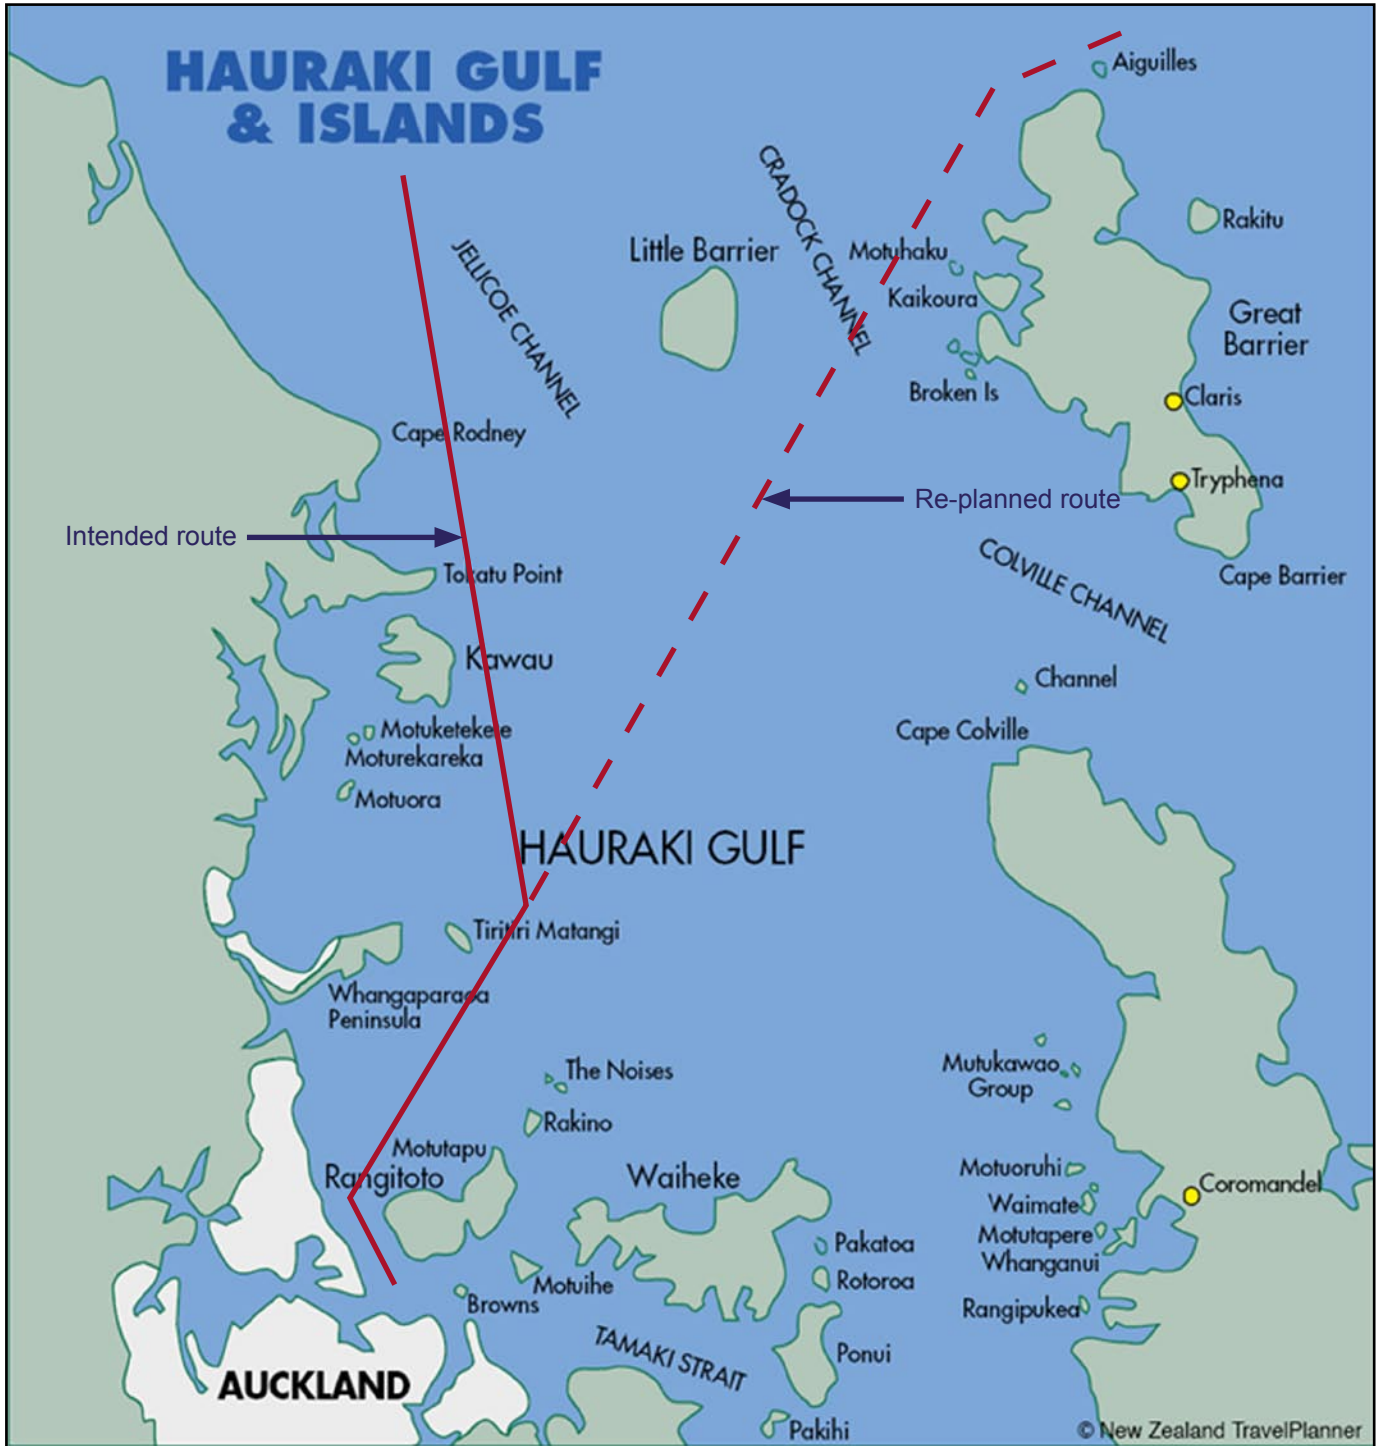 HAURAKI GULF
& ISLANDS
Aiguilles
CRADOCK CHANNEL
Rakitu
JELLICOE CHANNEL
Little Barrier
Motuhaku
Kaikoura
Great
Barrier
Broken Is
Claris
Cape Rodney
Tryphena
Re-planned route
Intended route
COLVILLE CHANNEL
Tokatu Point
Cape Barrier
Kawau
Channel
Motuketekete
Cape Colville
Moturekareka
Motuora
HAURAKI GULF
Tiritiri Matangi
Whangaparaoa
Peninsula
The Noises
Mutukawao
Group
Rakino
Motutapu
Rangitoto
Waiheke
Motuoruhi
Coromandel
Waimate
Motutapere
Pakatoa
Whanganui
Rotoroa
Motuihe
Browns
Rangipukea
TAMAKI STRAIT
Ponui
AUCKLAND
Pakihi
© New Zealand TravelPlanner